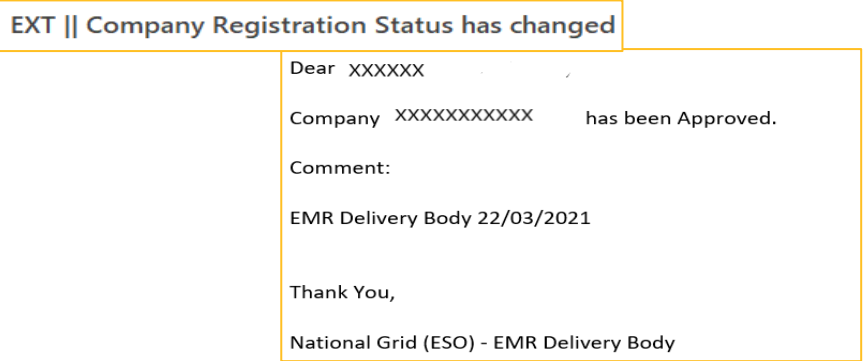 EXT || Company Registration Status has changed
Dear XXXXXX
Company XXXXXXXXXXX has been Approved.
Comment:
EMR Delivery Body 22/03/2021
Thank You,
National Grid (ESO) - EMR Delivery Body